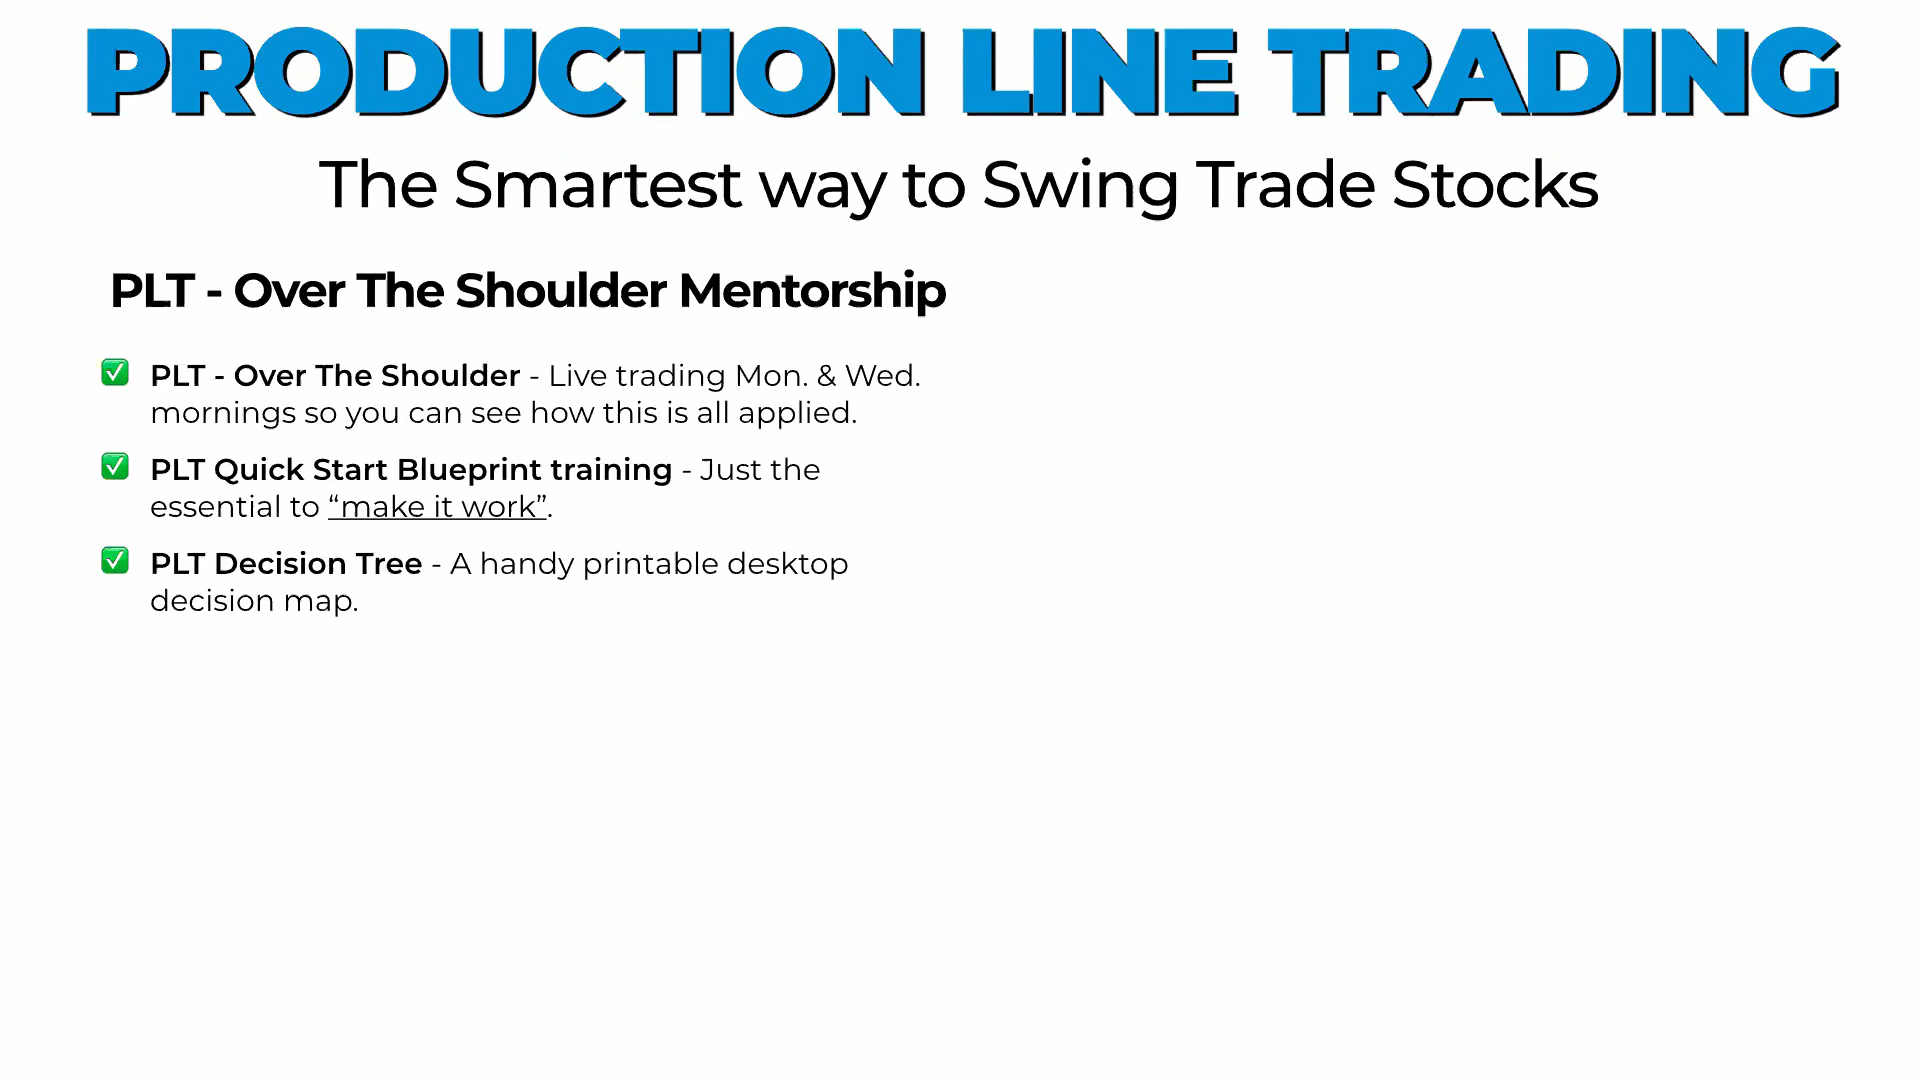 PRODUCTION LINE TRADING
The Smartest way to Swing Trade Stocks
PLT - Over The Shoulder Mentorship
✅ PLT - Over The Shoulder - Live trading Mon. & Wed.
mornings so you can see how this is all applied.
✅ PLT Quick Start Blueprint training - Just the
essential to “make it work”.
✅ PLT Decision Tree - A handy printable desktop
decision map.